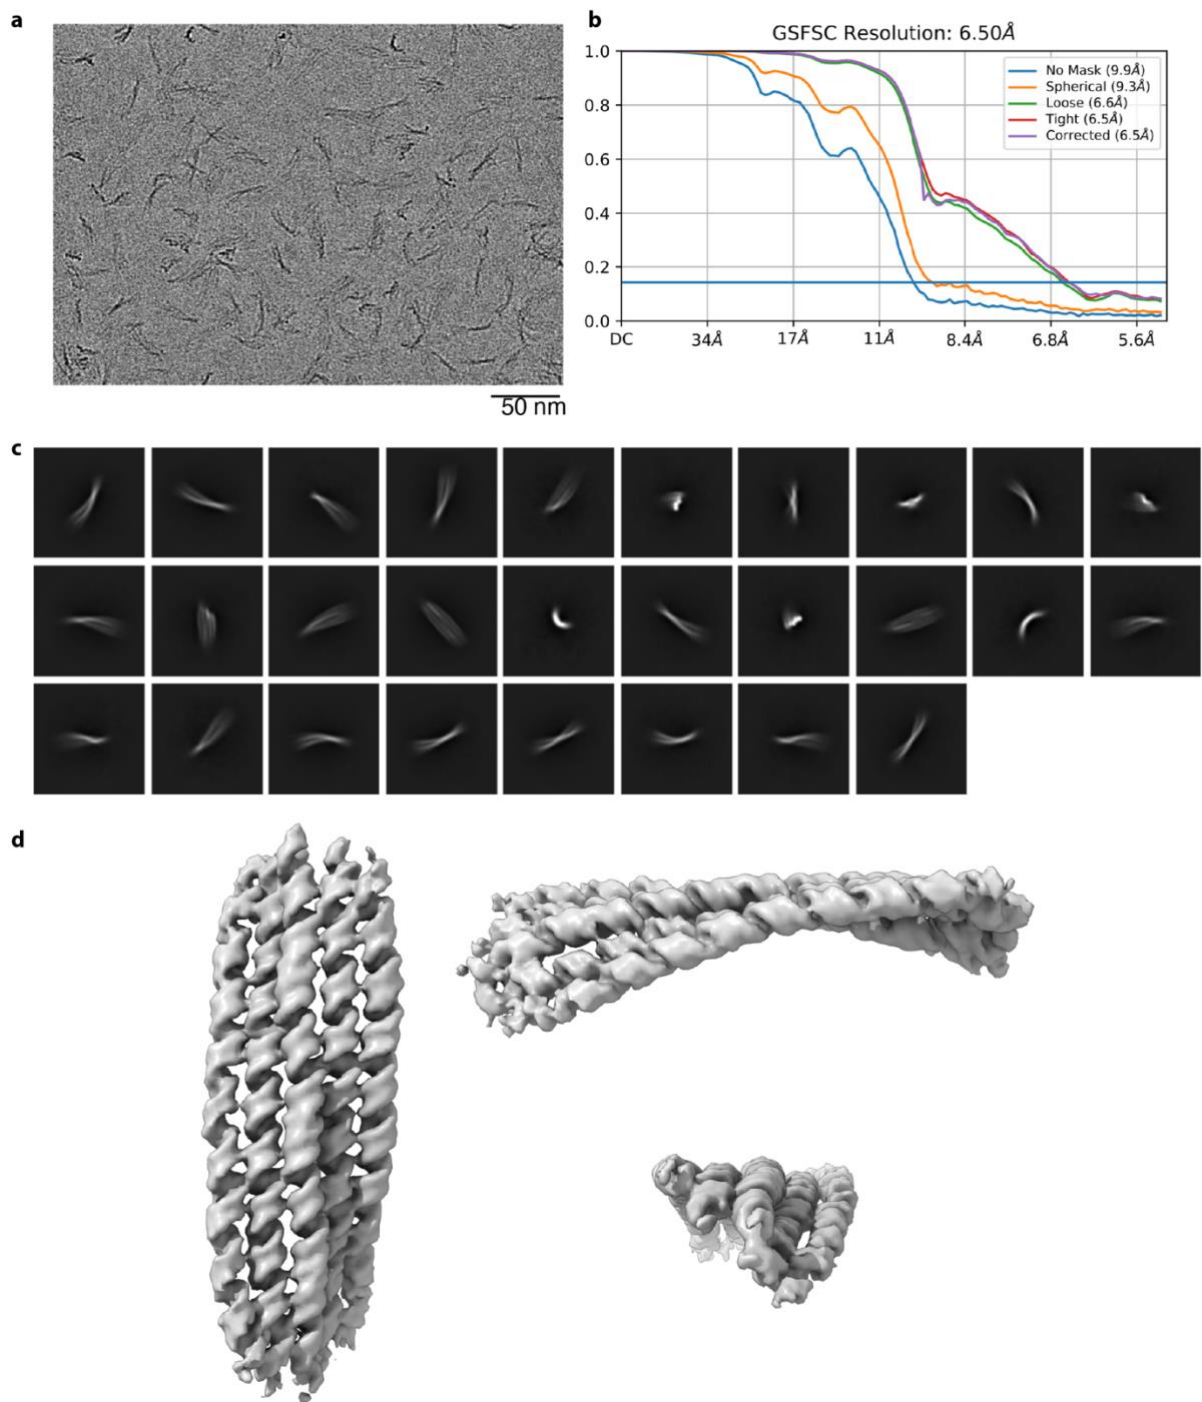 a
50 nm
b
GSFSC Resolution: 6.50Å
1.0
0.8
0.6
0.4
0.2
0.0
No Mask (9.9Å)
Spherical (9.3Å)
Loose (6.6Å)
Tight (6.5Å)
Corrected (6.5Å)
DC 34Å 17Å 11Å 8.4Å 6.8Å 5.6Å
c
d